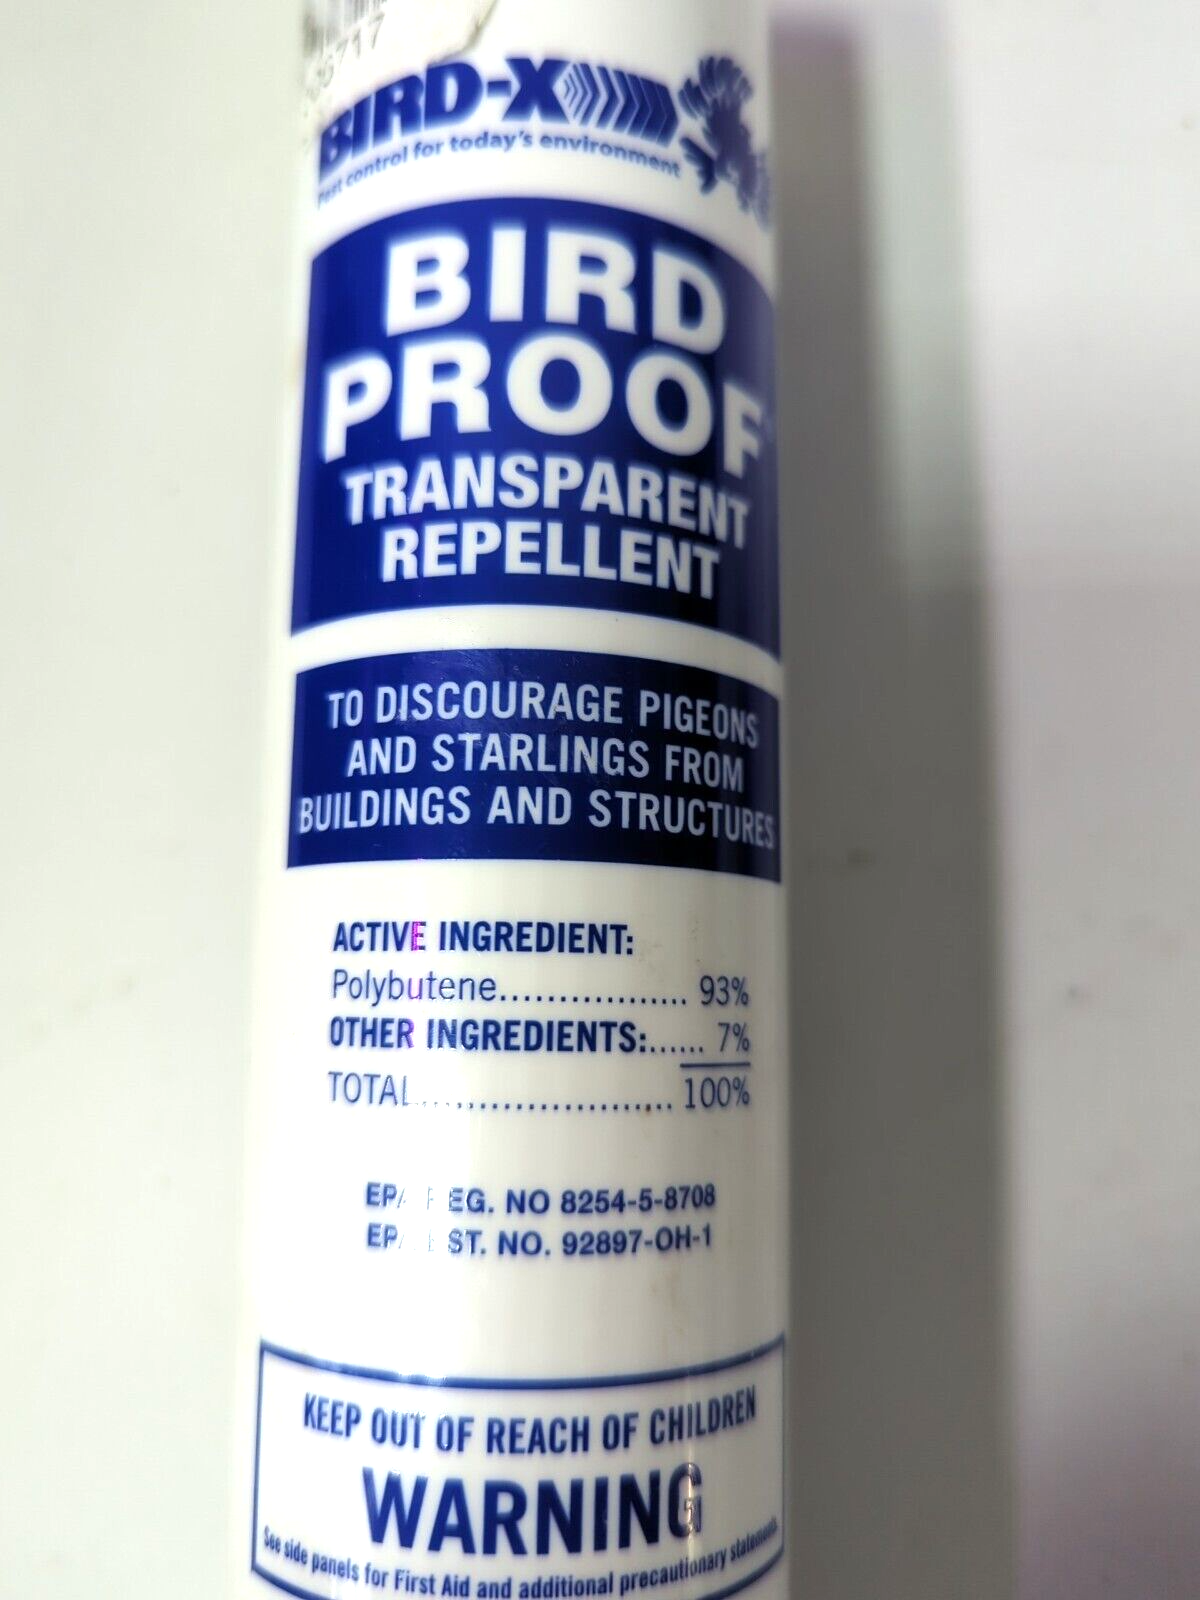 36717
BIRD-X
Pest control for today's environment
BIRD
PROOF
TRANSPARENT
REPELLENT
TO DISCOURAGE PIGEONS
AND STARLINGS FROM
BUILDINGS AND STRUCTURES
ACTIVE INGREDIENT:
Polybutene.................. 93%
OTHER INGREDIENTS:...... 7%
TOTAL......................... 100%
EPA REG. NO 8254-5-8708
EPA EST. NO. 92897-OH-1
KEEP OUT OF REACH OF CHILDREN
WARNING
See side panels for First Aid and additional precautionary statements